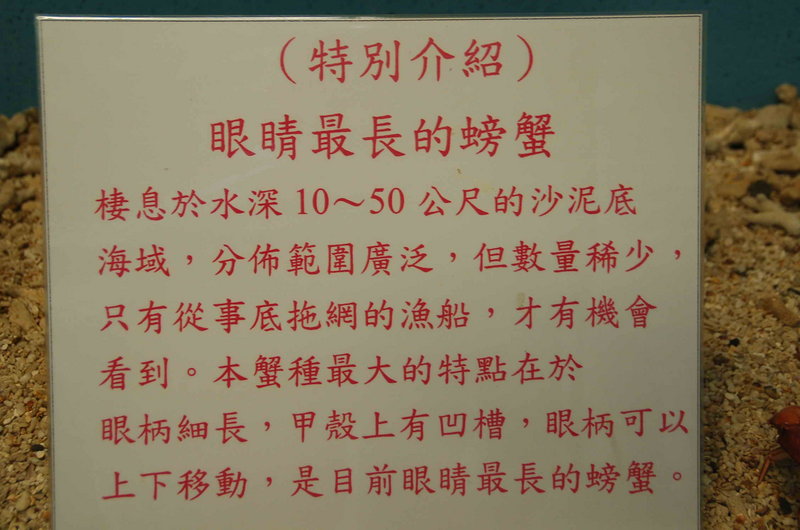 （特別介紹）
眼睛最長的螃蟹
棲息於水深 10～50 公尺的沙泥底
海域，分佈範圍廣泛，但數量稀少，
只有從事底拖網的漁船，才有機會
看到。本蟹種最大的特點在於
眼柄細長，甲殼上有凹槽，眼柄可以
上下移動，是目前眼睛最長的螃蟹。